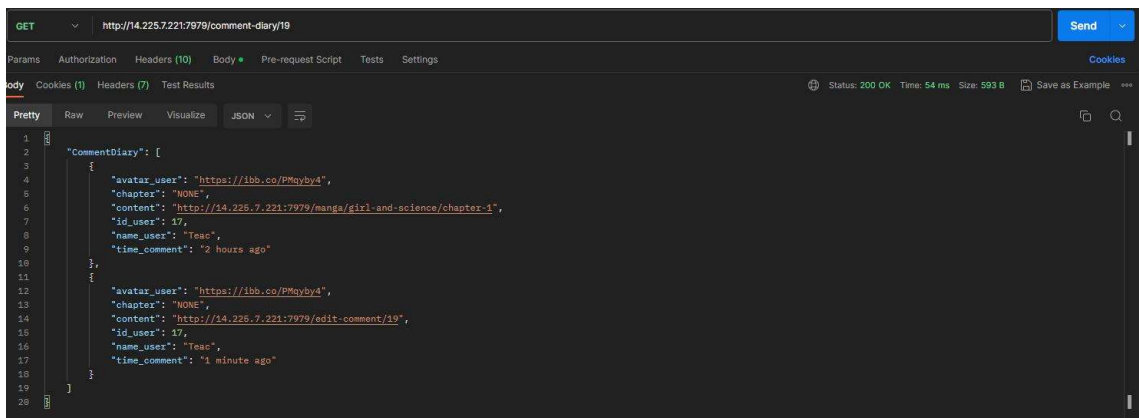 GET http://14.225.7.221:7979/comment-diary/19 Send
Params Authorization Headers (10) Body Pre-request Script Tests Settings Cookies
Body Cookies (1) Headers (7) Test Results Status: 200 OK Time: 54 ms Size: 593 B Save as Example
Pretty Raw Preview Visualize JSON
1 {
2 "CommentDiary": [
3 {
4 "avatar_user": "https://ibb.co/PMqyby4",
5 "chapter": "NONE",
6 "content": "http://14.225.7.221:7979/manga/girl-and-science/chapter-1",
7 "id_user": 17,
8 "name_user": "Teac",
9 "time_comment": "2 hours ago"
10 },
11 {
12 "avatar_user": "https://ibb.co/PMqyby4",
13 "chapter": "NONE",
14 "content": "http://14.225.7.221:7979/edit-comment/19",
15 "id_user": 17,
16 "name_user": "Teac",
17 "time_comment": "1 minute ago"
18 }
19 ]
20 }